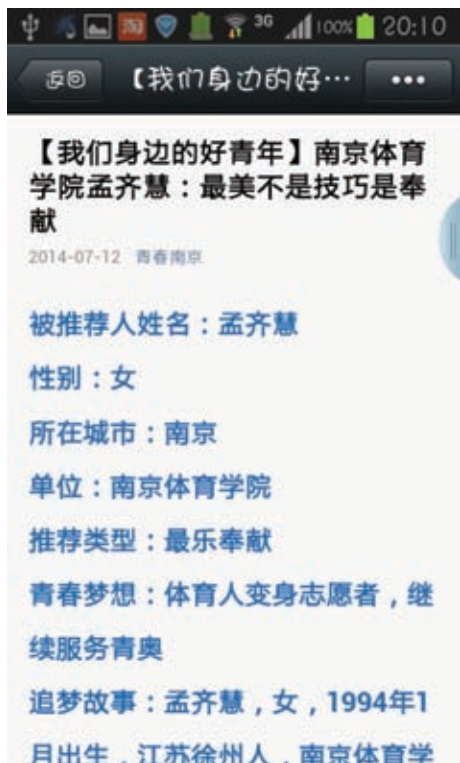 3G 100% 20:10
返回 【我们身边的好… •••
【我们身边的好青年】南京体育
学院孟齐慧：最美不是技巧是奉
献
2014-07-12 青春南京
被推荐人姓名：孟齐慧
性别：女
所在城市：南京
单位：南京体育学院
推荐类型：最乐奉献
青春梦想：体育人变身志愿者，继
续服务青奥
追梦故事：孟齐慧，女，1994年1
月出生，江苏徐州人，南京体育学